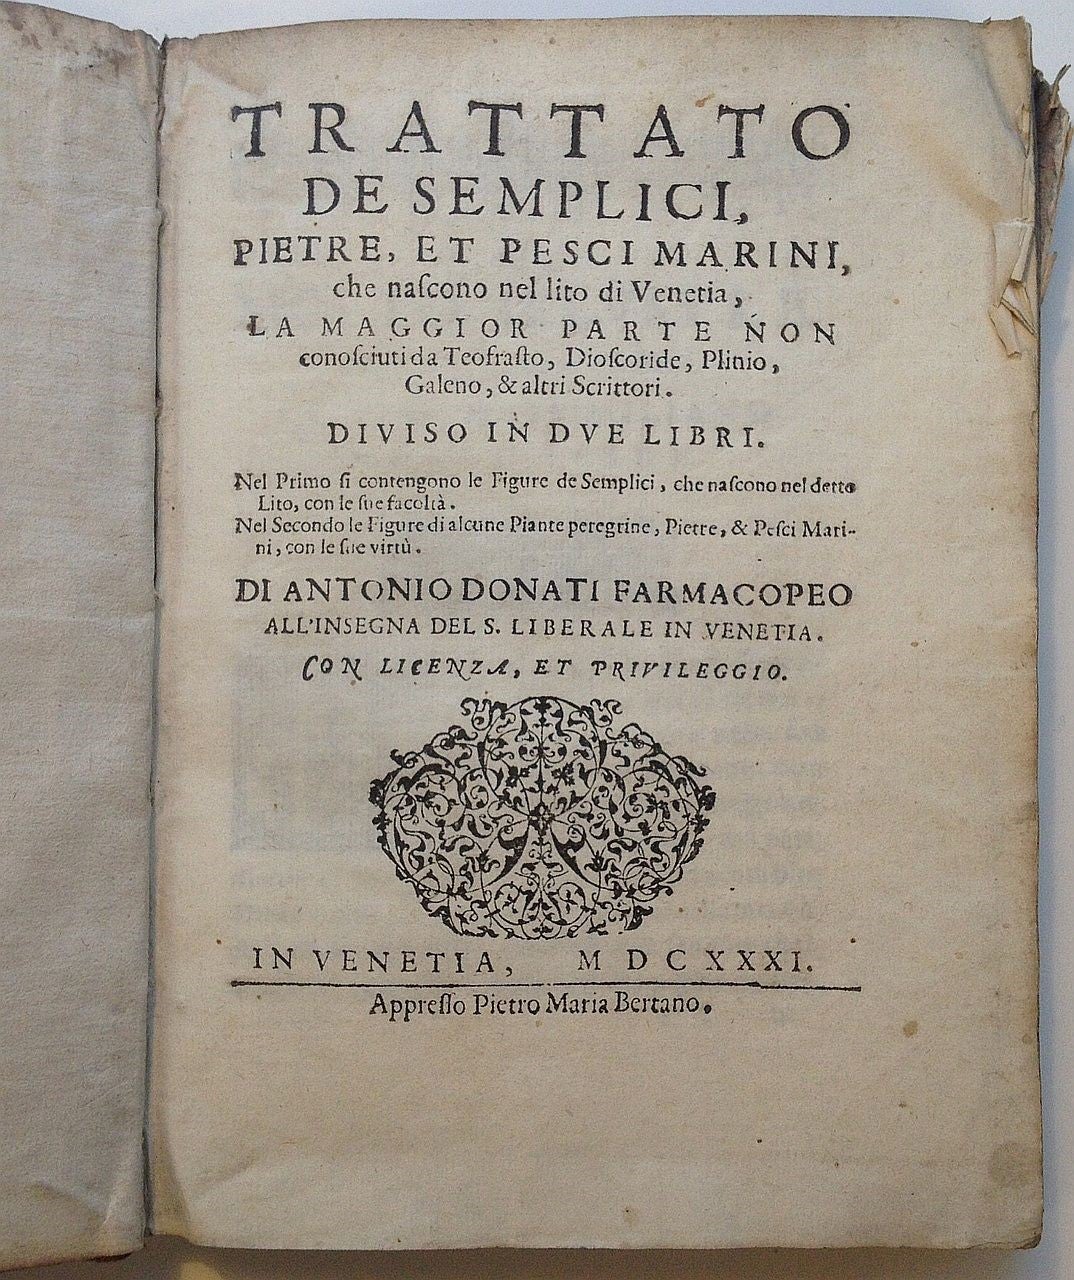 TRATTATO
DE SEMPLICI,
PIETRE, ET PESCI MARINI,
che naſcono nel lito di Venetia,
LA MAGGIOR PARTE NON
conoſciuti da Teofraſto, Dioſcoride, Plinio,
Galeno, & altri Scrittori.
DIVISO IN DVE LIBRI.
Nel Primo ſi contengono le Figure de Semplici, che naſcono nel detto
Lito, con le ſue facoltà.
Nel Secondo le Figure di alcune Piante peregrine, Pietre, & Peſci Mari-
ni, con le ſue virtù.
DI ANTONIO DONATI FARMACOPEO
ALL'INSEGNA DEL S. LIBERALE IN VENETIA.
CON LICENZA, ET PRIVILEGGIO.
IN VENETIA, M D C XXXI.
Appreſſo Pietro Maria Bertano.